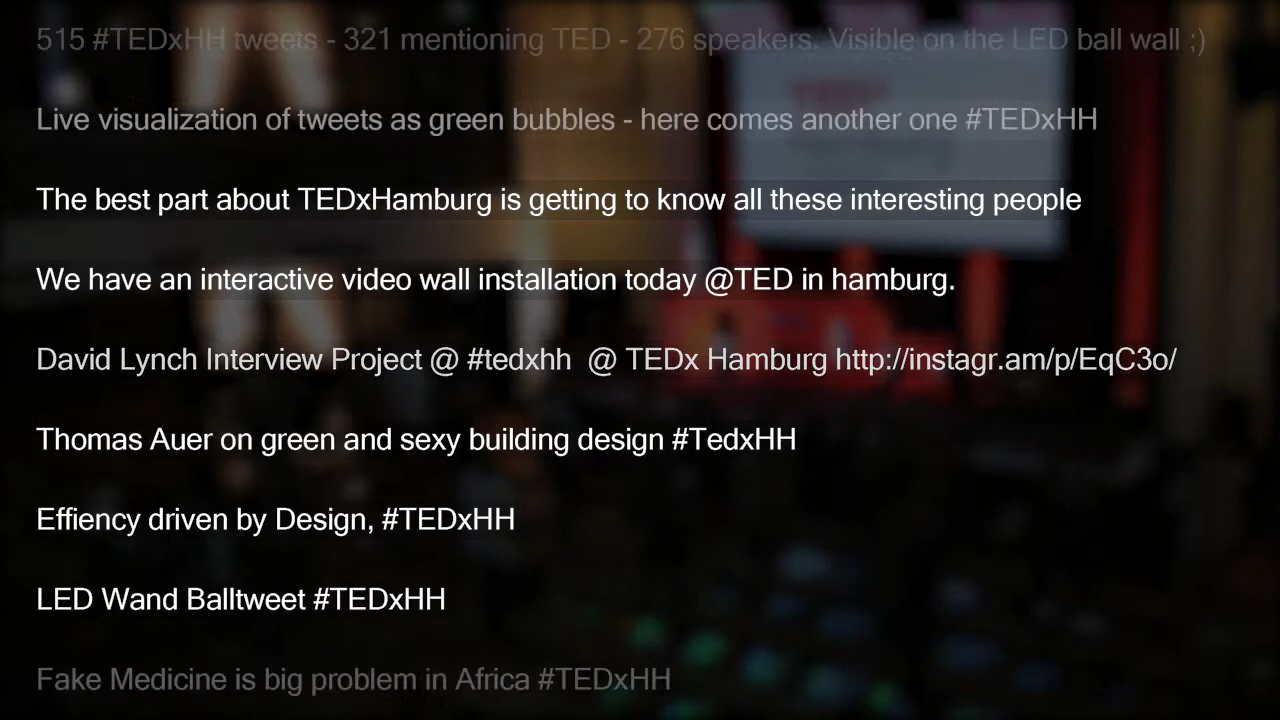 515 #TEDxHH tweets - 321 mentioning TED - 276 speakers. Visible on the LED ball wall ;)
Live visualization of tweets as green bubbles - here comes another one #TEDxHH
The best part about TEDxHamburg is getting to know all these interesting people
We have an interactive video wall installation today @TED in hamburg.
David Lynch Interview Project @ #tedxhh  @ TEDx Hamburg http://instagr.am/p/EqC3o/
Thomas Auer on green and sexy building design #TedxHH
Effiency driven by Design, #TEDxHH
LED Wand Balltweet #TEDxHH
Fake Medicine is big problem in Africa #TEDxHH